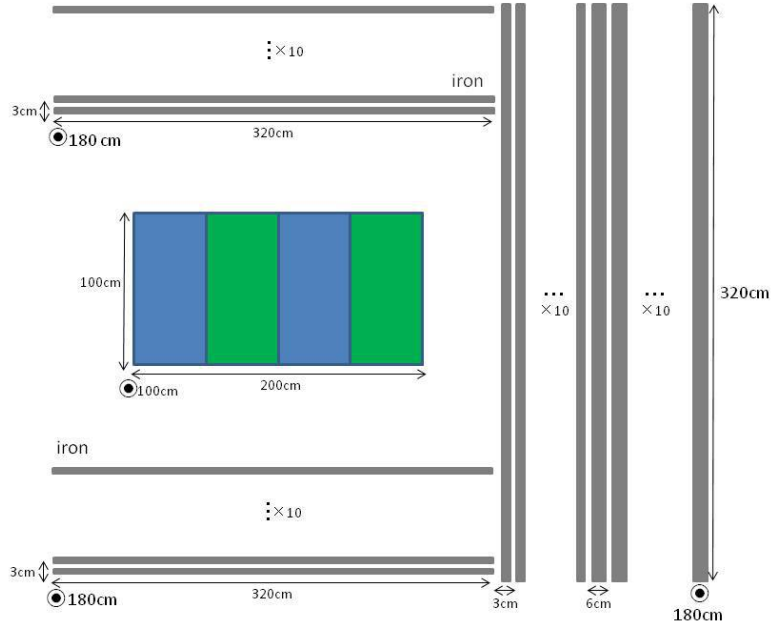 ⋮×10
iron
3cm
320cm
180 cm
100cm
200cm
100cm
…
×10
…
×10
320cm
iron
⋮×10
3cm
320cm
180cm
3cm
6cm
180cm